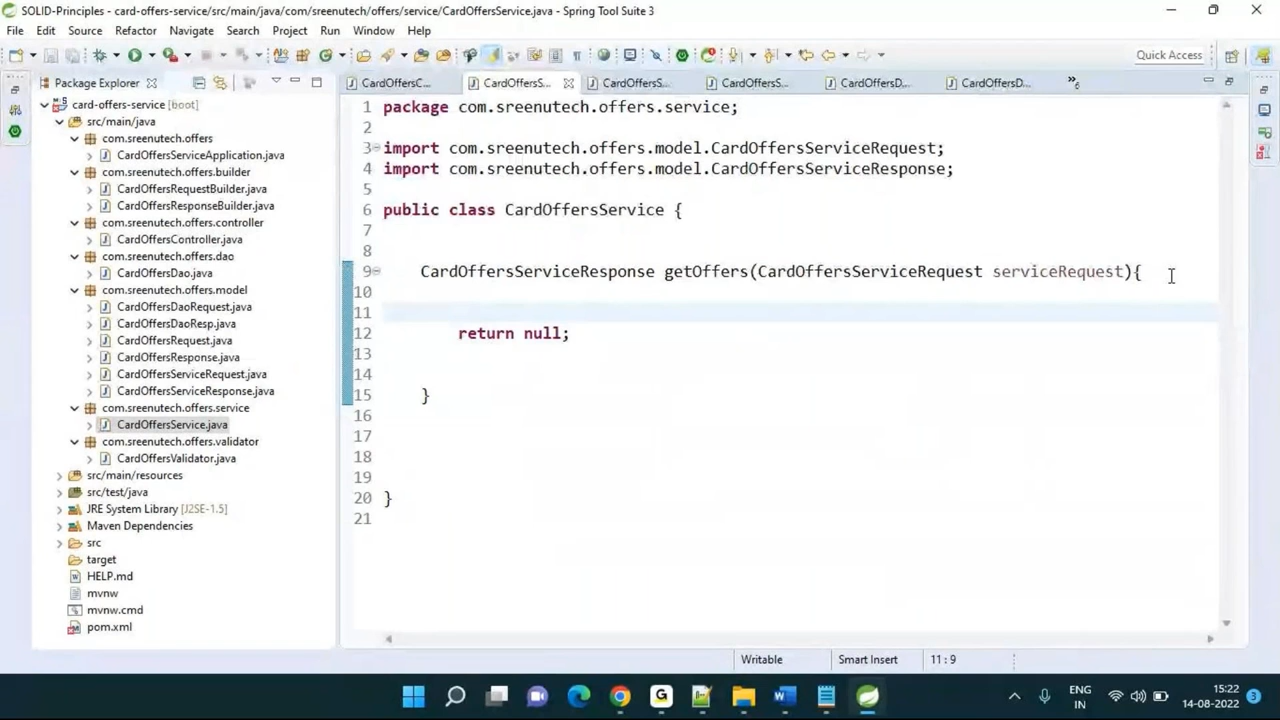 SOLID-Principles - card-offers-service/src/main/java/com/sreenutech/offers/service/CardOffersService.java - Spring Tool Suite 3
File Edit Source Refactor Navigate Search Project Run Window Help
Quick Access
Package Explorer
CardOffersC...
CardOffersS...
CardOffersS...
CardOffersS...
CardOffersD...
CardOffersD...
card-offers-service [boot]
src/main/java
com.sreenutech.offers
CardOffersServiceApplication.java
com.sreenutech.offers.builder
CardOffersRequestBuilder.java
CardOffersResponseBuilder.java
com.sreenutech.offers.controller
CardOffersController.java
com.sreenutech.offers.dao
CardOffersDao.java
com.sreenutech.offers.model
CardOffersDaoRequest.java
CardOffersDaoResp.java
CardOffersRequest.java
CardOffersResponse.java
CardOffersServiceRequest.java
CardOffersServiceResponse.java
com.sreenutech.offers.service
CardOffersService.java
com.sreenutech.offers.validator
CardOffersValidator.java
src/main/resources
src/test/java
JRE System Library [J2SE-1.5]
Maven Dependencies
src
target
HELP.md
mvnw
mvnw.cmd
pom.xml
1 package com.sreenutech.offers.service;
2
3 import com.sreenutech.offers.model.CardOffersServiceRequest;
4 import com.sreenutech.offers.model.CardOffersServiceResponse;
5
6 public class CardOffersService {
7
8
9 CardOffersServiceResponse getOffers(CardOffersServiceRequest serviceRequest){
10
11
12 return null;
13
14
15 }
16
17
18
19
20 }
21
Writable Smart Insert 11 : 9
ENG
IN
15:22
14-08-2022
3